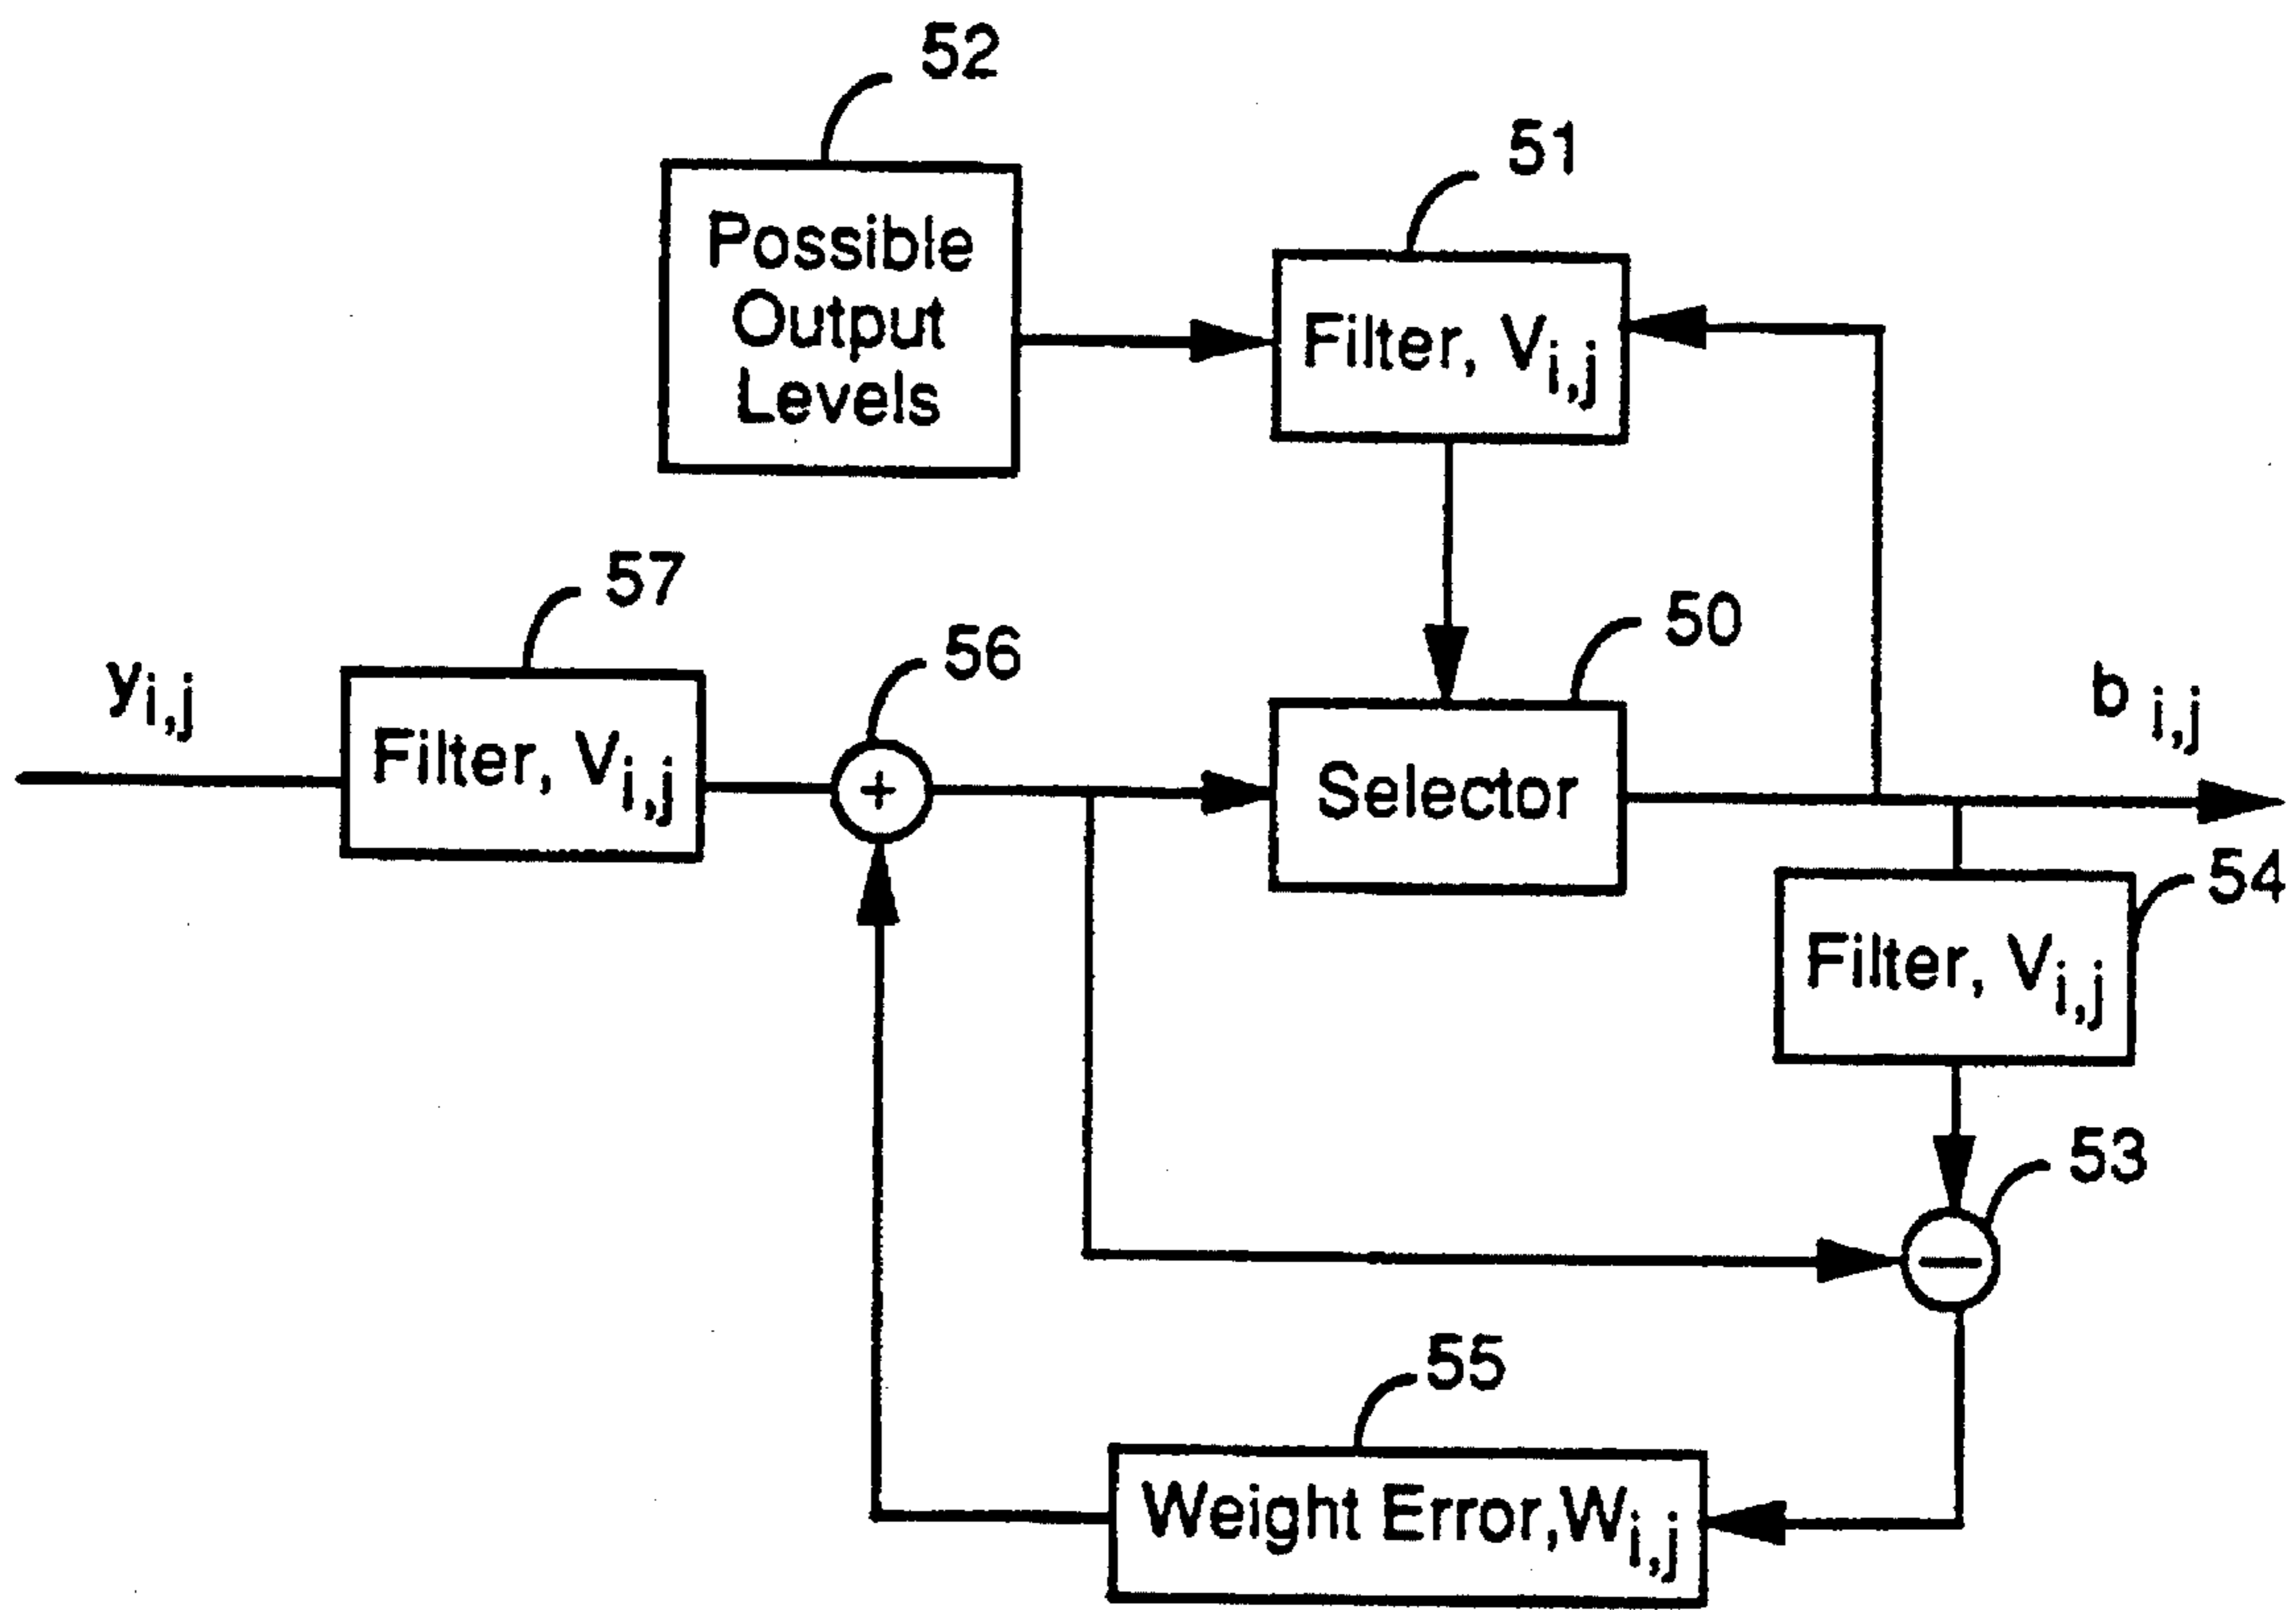 52
Possible
Output
Levels
51
Filter, Vi,j
57
yi,j
Filter, Vi,j
56
+
50
Selector
b i,j
54
Filter, Vi,j
53
−
55
Weight Error,Wi,j